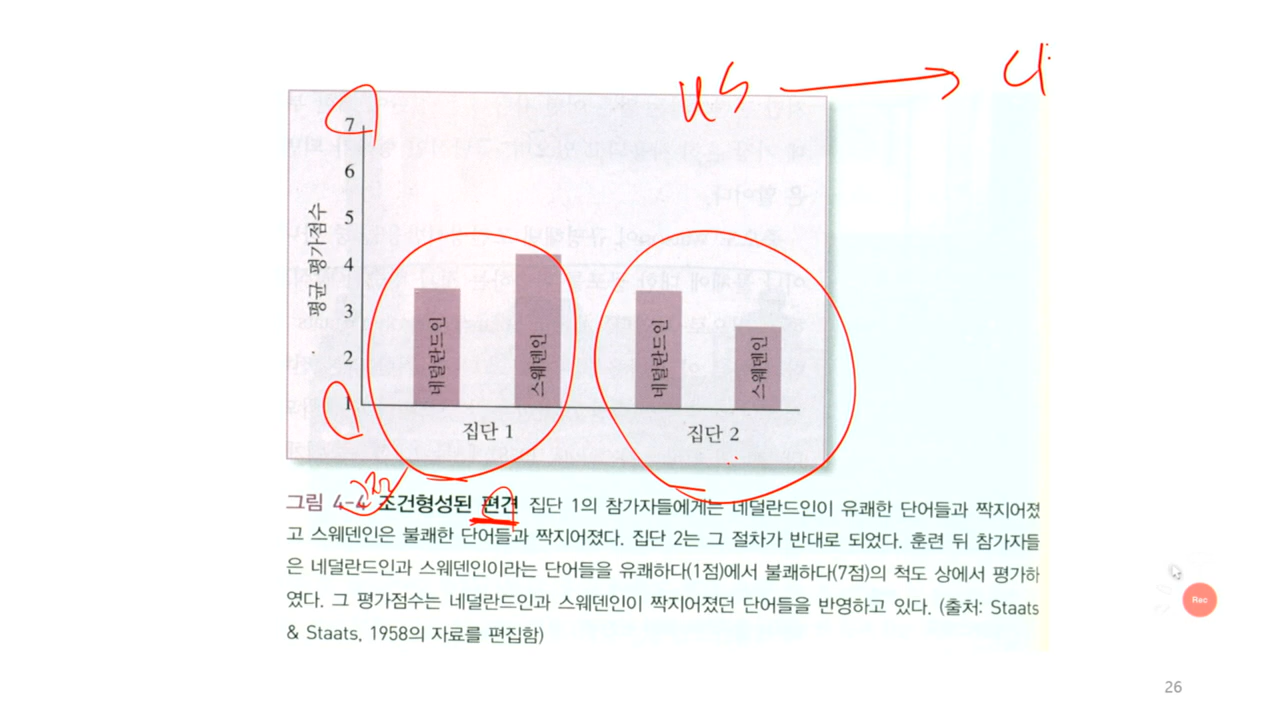 US → C
7
6
5
4
3
2
1
평균 평가점수
네덜란드인
스웨덴인
네덜란드인
스웨덴인
집단 1
집단 2
그림 4-4 조건형성된 편견 집단 1의 참가자들에게는 네덜란드인이 유쾌한 단어들과 짝지어졌
고 스웨덴인은 불쾌한 단어들과 짝지어졌다. 집단 2는 그 절차가 반대로 되었다. 훈련 뒤 참가자들
은 네덜란드인과 스웨덴인이라는 단어들을 유쾌하다(1점)에서 불쾌하다(7점)의 척도 상에서 평가하
였다. 그 평가점수는 네덜란드인과 스웨덴인이 짝지어졌던 단어들을 반영하고 있다. (출처: Staats
& Staats, 1958의 자료를 편집함)
Rec
26